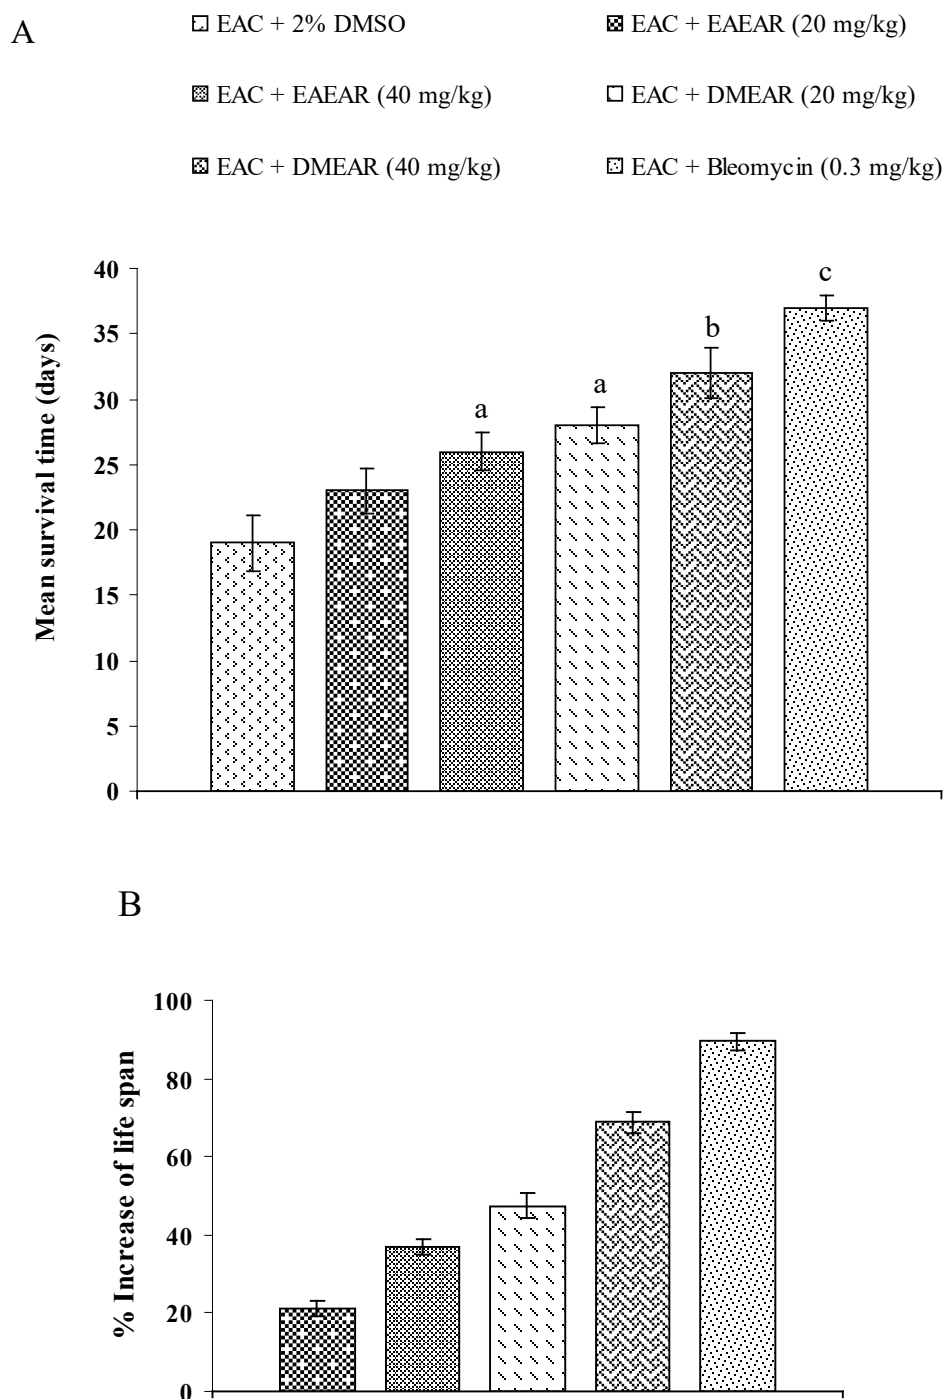 A
EAC + 2% DMSO
EAC + EAEAR (20 mg/kg)
EAC + EAEAR (40 mg/kg)
EAC + DMEAR (20 mg/kg)
EAC + DMEAR (40 mg/kg)
EAC + Bleomycin (0.3 mg/kg)
Mean survival time (days)
40
35
30
25
20
15
10
5
0
a
a
b
c
B
% Increase of life span
100
80
60
40
20
0